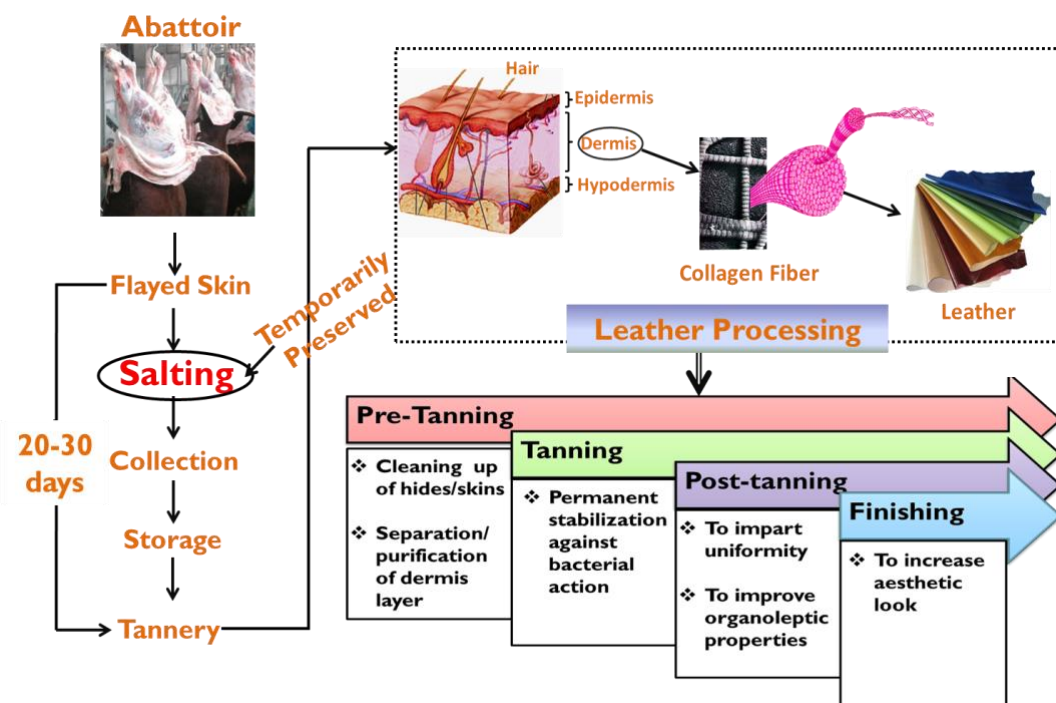 Abattoir
Flayed Skin
Salting
Temporarily
Preserved
20-30
days
Collection
Storage
Tannery
Hair
Epidermis
Dermis
Hypodermis
Collagen Fiber
Leather
Leather Processing
Pre-Tanning
❖ Cleaning up
of hides/skins
❖ Separation/
purification
of dermis
layer
Tanning
❖ Permanent
stabilization
against
bacterial
action
Post-tanning
❖ To impart
uniformity
❖ To improve
organoleptic
properties
Finishing
❖ To increase
aesthetic
look